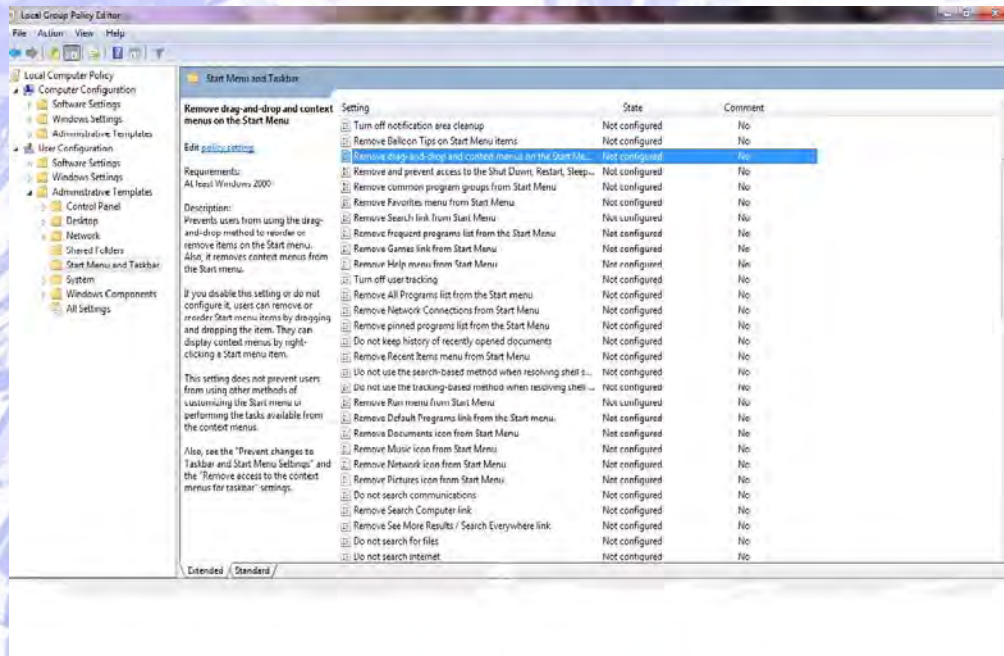 Local Group Policy Editor
File Action View Help
Local Computer Policy
Computer Configuration
Software Settings
Windows Settings
Administrative Templates
User Configuration
Software Settings
Windows Settings
Administrative Templates
Control Panel
Desktop
Network
Shared Folders
Start Menu and Taskbar
System
Windows Components
All Settings
Start Menu and Taskbar
Remove drag-and-drop and context
menus on the Start Menu
Edit policy setting
Requirements:
At least Windows 2000
Description:
Prevents users from using the drag-
and-drop method to reorder or
remove items on the Start menu.
Also, it removes context menus from
the Start menu.
If you disable this setting or do not
configure it, users can remove or
reorder Start menu items by dragging
and dropping the item. They can
display context menus by right-
clicking a Start menu item.
This setting does not prevent users
from using other methods of
customizing the Start menu or
performing the tasks available from
the context menus.
Also, see the "Prevent changes to
Taskbar and Start Menu Settings" and
the "Remove access to the context
menus for taskbar" settings.
Setting State Comment
Turn off notification area cleanup Not configured No
Remove Balloon Tips on Start Menu items Not configured No
Remove drag-and-drop and context menus on the Start Me... Not configured No
Remove and prevent access to the Shut Down, Restart, Sleep... Not configured No
Remove common program groups from Start Menu Not configured No
Remove Favorites menu from Start Menu Not configured No
Remove Search link from Start Menu Not configured No
Remove frequent programs list from the Start Menu Not configured No
Remove Games link from Start Menu Not configured No
Remove Help menu from Start Menu Not configured No
Turn off user tracking Not configured No
Remove All Programs list from the Start menu Not configured No
Remove Network Connections from Start Menu Not configured No
Remove pinned programs list from the Start Menu Not configured No
Do not keep history of recently opened documents Not configured No
Remove Recent Items menu from Start Menu Not configured No
Do not use the search-based method when resolving shell s... Not configured No
Do not use the tracking-based method when resolving shell ... Not configured No
Remove Run menu from Start Menu Not configured No
Remove Default Programs link from the Start menu. Not configured No
Remove Documents icon from Start Menu Not configured No
Remove Music icon from Start Menu Not configured No
Remove Network icon from Start Menu Not configured No
Remove Pictures icon from Start Menu Not configured No
Do not search communications Not configured No
Remove Search Computer link Not configured No
Remove See More Results / Search Everywhere link Not configured No
Do not search for files Not configured No
Do not search internet Not configured No
Extended Standard